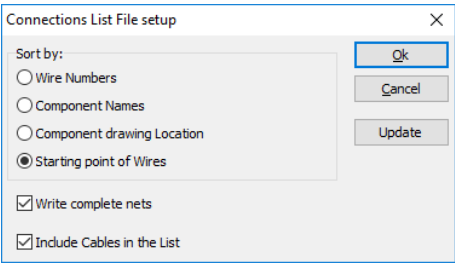 Connections List File setup
Sort by:
Wire Numbers
Component Names
Component drawing Location
Starting point of Wires
Write complete nets
Include Cables in the List
Ok
Cancel
Update